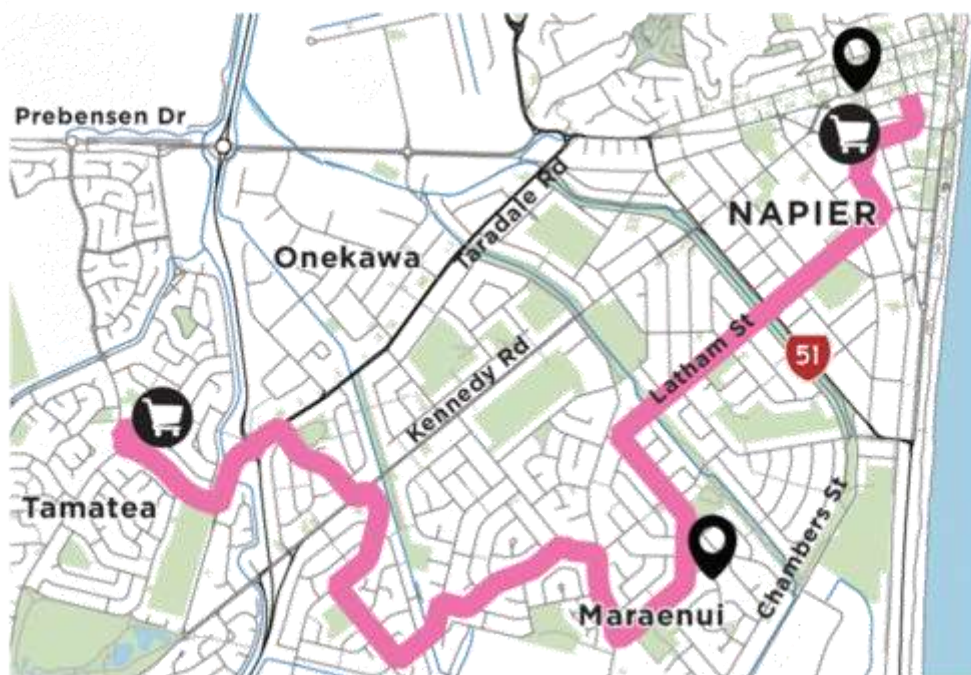 Prebensen Dr
NAPIER
Onekawa
Taradale Rd
Kennedy Rd
Latham St
51
Tamatea
Maraenui
Chambers St